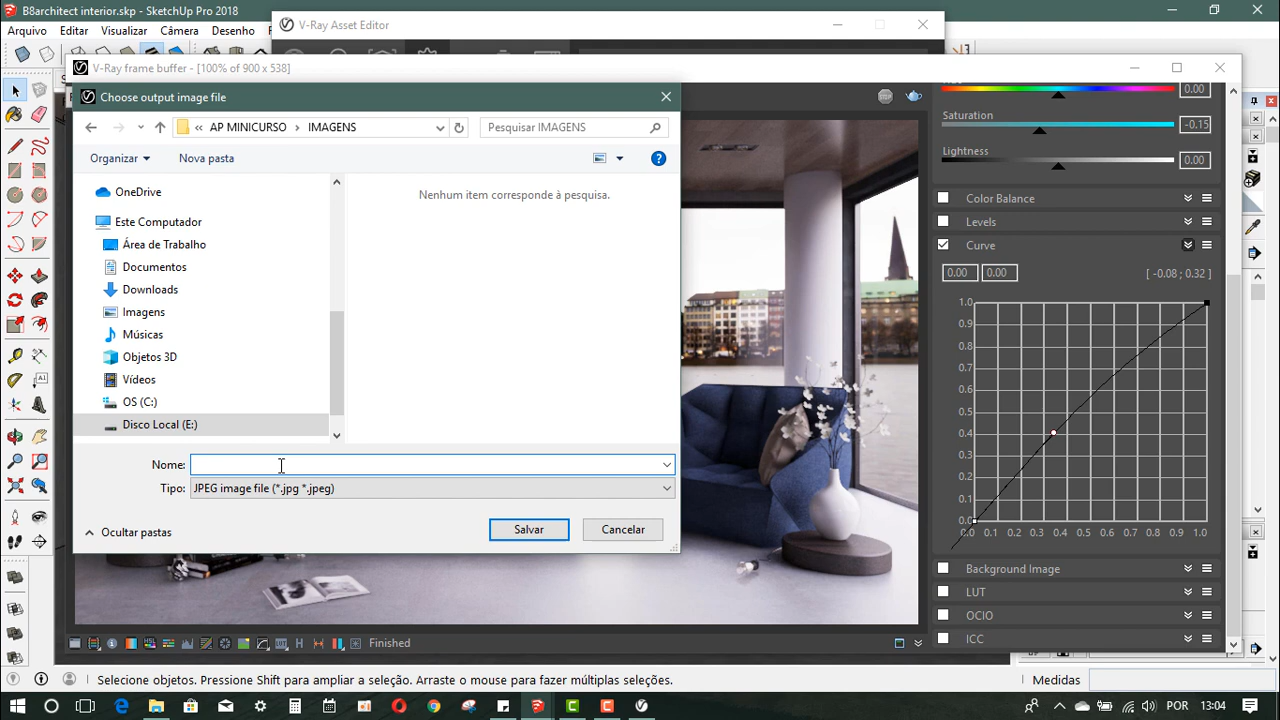 B8architect interior.skp - SketchUp Pro 2018
V-Ray Asset Editor
Arquivo Editar Visualizar Câmera Desenho
V-Ray frame buffer - [100% of 900 x 538]
Choose output image file
0.00
« AP MINICURSO > IMAGENS
Pesquisar IMAGENS
Saturation
-0.15
Organizar
Nova pasta
Lightness
0.00
OneDrive
Nenhum item corresponde à pesquisa.
Color Balance
Este Computador
Levels
Área de Trabalho
Curve
Documentos
0.00 0.00 [ -0.08 ; 0.32 ]
Downloads
Imagens
1.0
Músicas
0.9
Objetos 3D
0.8
Vídeos
0.7
OS (C:)
0.6
Disco Local (E:)
0.5
0.4
Nome:
0.3
Tipo: JPEG image file (*.jpg *.jpeg)
0.2
0.1
Salvar Cancelar
0.0
Ocultar pastas
0.0 0.1 0.2 0.3 0.4 0.5 0.6 0.7 0.8 0.9 1.0
Background Image
LUT
OCIO
ICC
Finished
Selecione objetos. Pressione Shift para ampliar a seleção. Arraste o mouse para fazer múltiplas seleções.
Medidas
POR 13:04